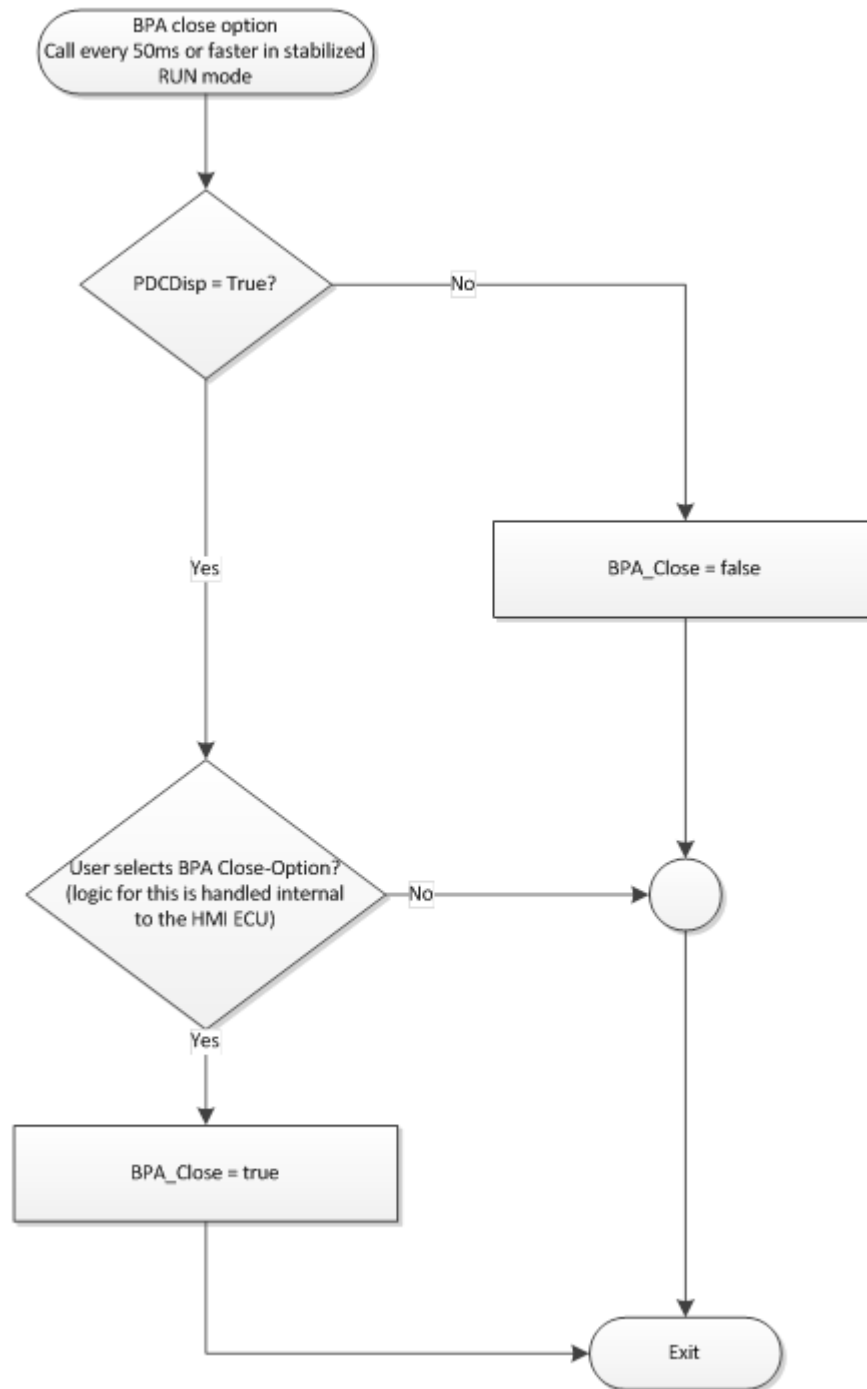 BPA close option
Call every 50ms or faster in stabilized
RUN mode
PDCDisp = True?
No
Yes
BPA_Close = false
User selects BPA Close-Option?
(logic for this is handled internal
to the HMI ECU)
No
Yes
BPA_Close = true
Exit